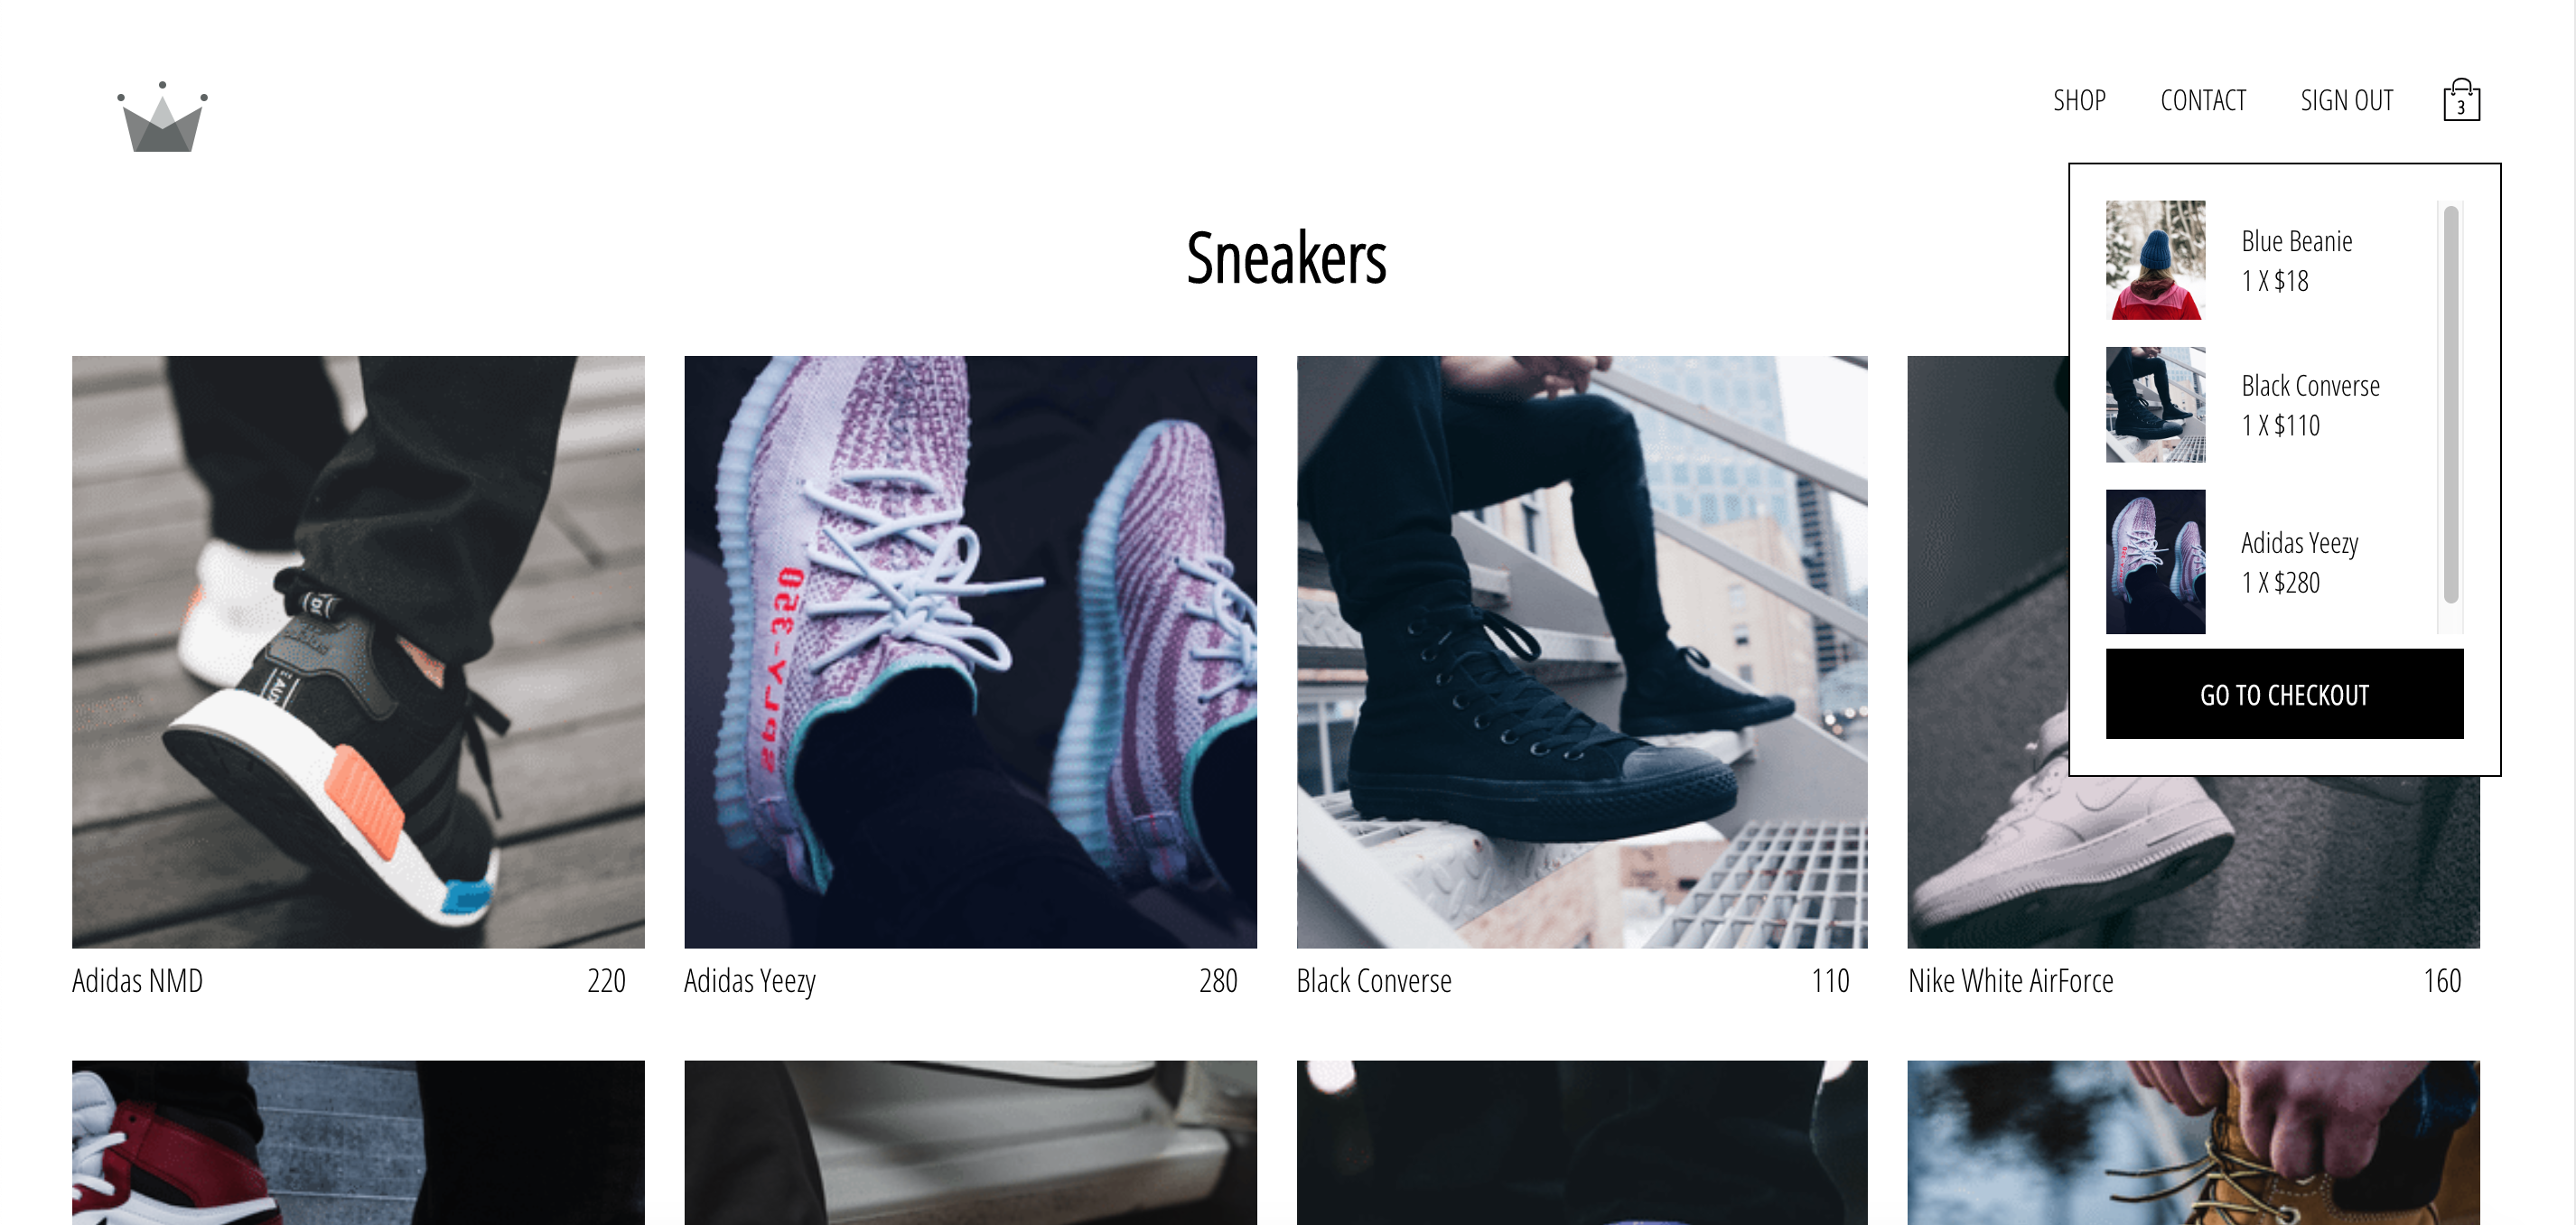 SHOP CONTACT SIGN OUT 3
Sneakers
Blue Beanie
1 X $18
Black Converse
1 X $110
Adidas Yeezy
1 X $280
GO TO CHECKOUT
Adidas NMD 220
Adidas Yeezy 280
Black Converse 110
Nike White AirForce 160